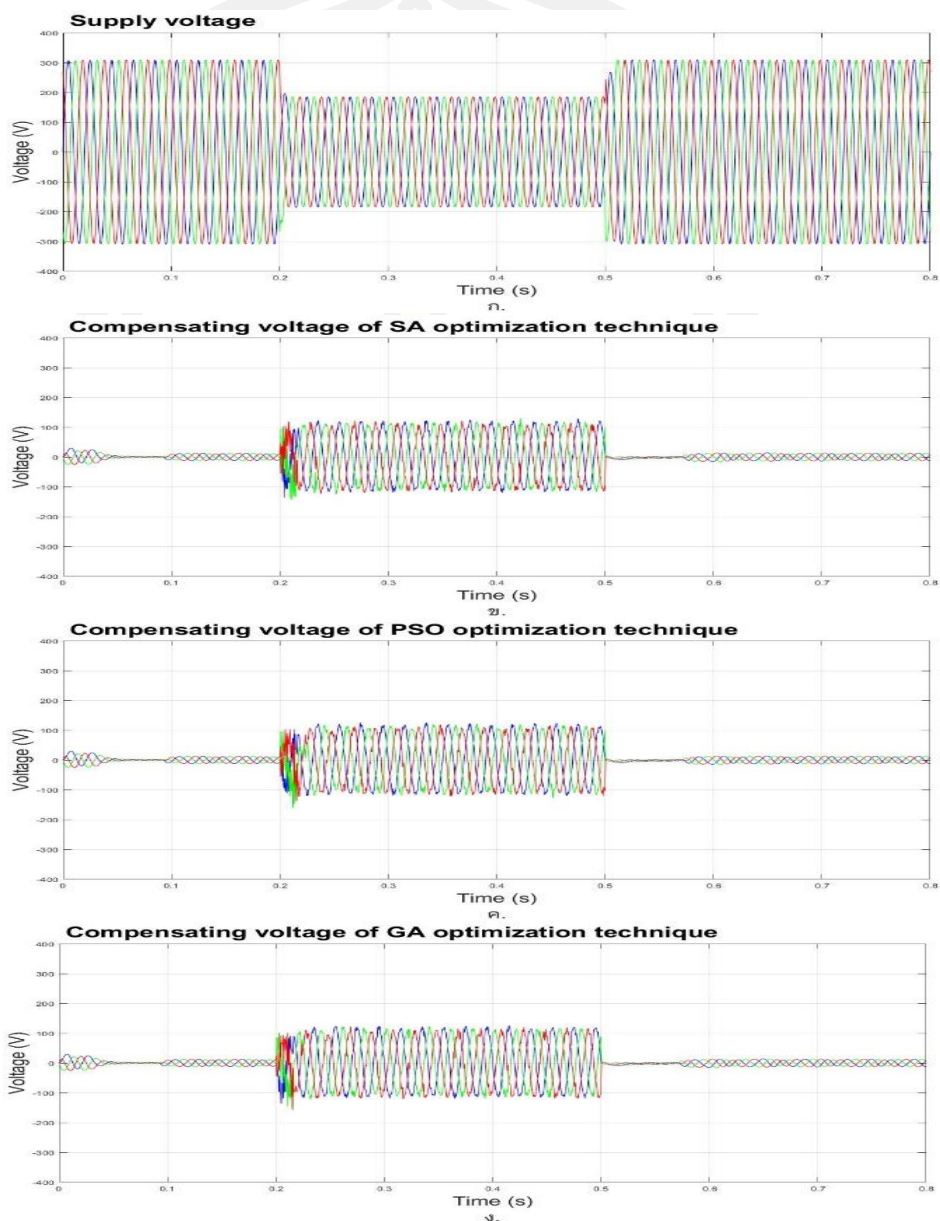 Supply voltage
400
300
200
100
0
-100
-200
-300
-400
Voltage (V)
0 0.1 0.2 0.3 0.4 0.5 0.6 0.7 0.8
Time (s)
ก.
Compensating voltage of SA optimization technique
400
300
200
100
0
-100
-200
-300
-400
Voltage (V)
0 0.1 0.2 0.3 0.4 0.5 0.6 0.7 0.8
Time (s)
ข.
Compensating voltage of PSO optimization technique
400
300
200
100
0
-100
-200
-300
-400
Voltage (V)
0 0.1 0.2 0.3 0.4 0.5 0.6 0.7 0.8
Time (s)
ค.
Compensating voltage of GA optimization technique
400
300
200
100
0
-100
-200
-300
-400
Voltage (V)
0 0.1 0.2 0.3 0.4 0.5 0.6 0.7 0.8
Time (s)
ง.